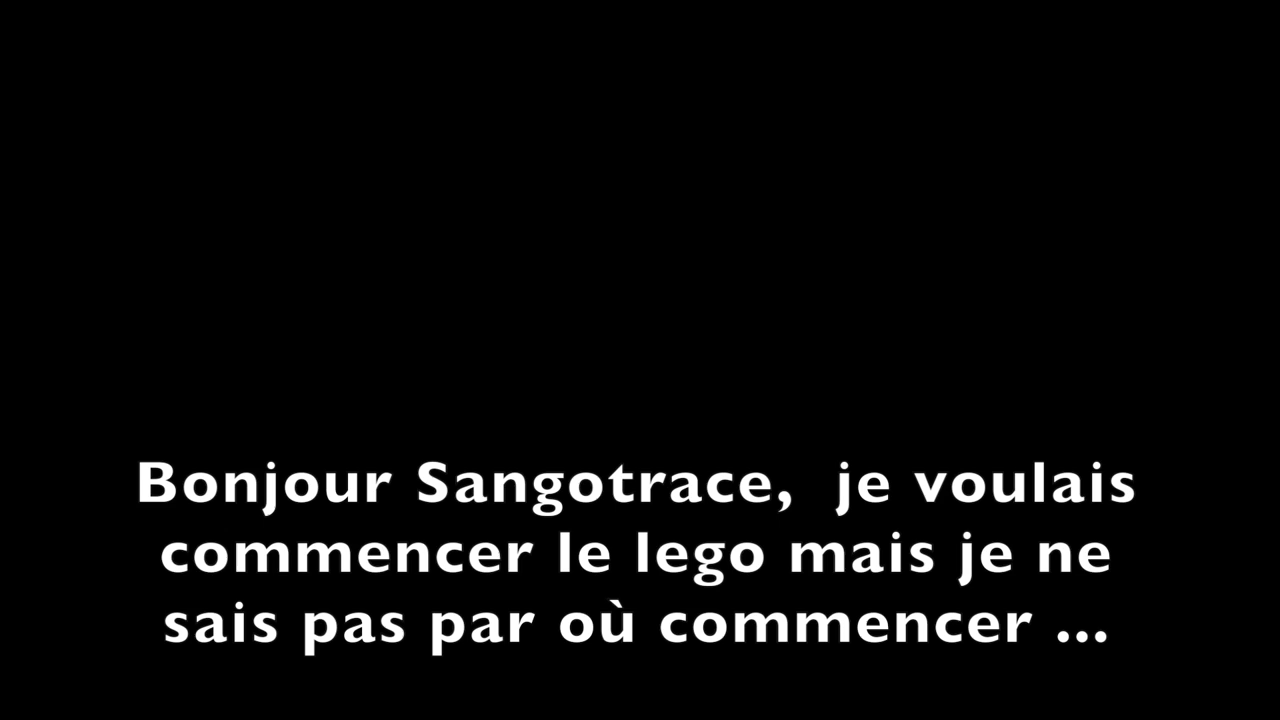 Bonjour Sangotrace,  je voulais
commencer le lego mais je ne
sais pas par où commencer ...